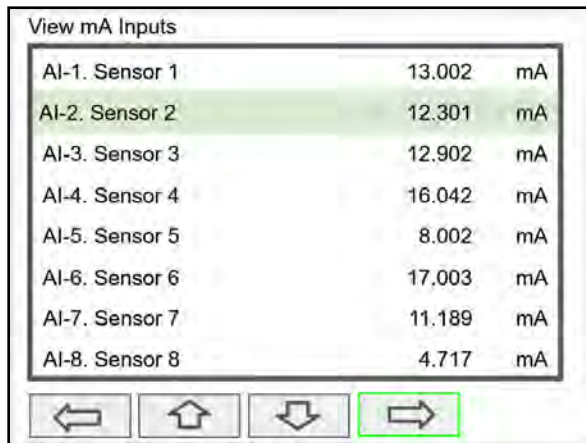 View mA Inputs
AI-1. Sensor 1 13.002 mA
AI-2. Sensor 2 12.301 mA
AI-3. Sensor 3 12.902 mA
AI-4. Sensor 4 16.042 mA
AI-5. Sensor 5 8.002 mA
AI-6. Sensor 6 17.003 mA
AI-7. Sensor 7 11.189 mA
AI-8. Sensor 8 4.717 mA